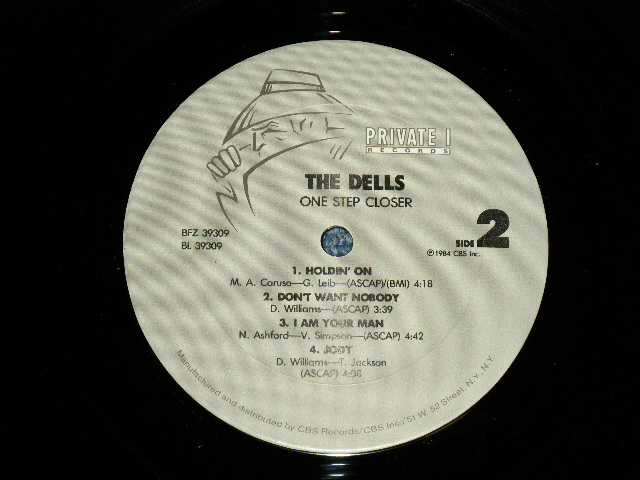 PRIVATE I
RECORDS
THE DELLS
ONE STEP CLOSER
BFZ 39309
BL 39309
SIDE 2
℗1984 CBS Inc.
1. HOLDIN' ON
M. A. Caruso—G. Leib—(ASCAP)/(BMI) 4:18
2. DON'T WANT NOBODY
D. Williams—(ASCAP) 3:39
3. I AM YOUR MAN
N. Ashford—V. Simpson—(ASCAP) 4:42
4. JODY
D. Williams—T. Jackson
(ASCAP) 4:38
Manufactured and distributed by CBS Records/CBS Inc./51 W. 52 Street, N.Y., N.Y.